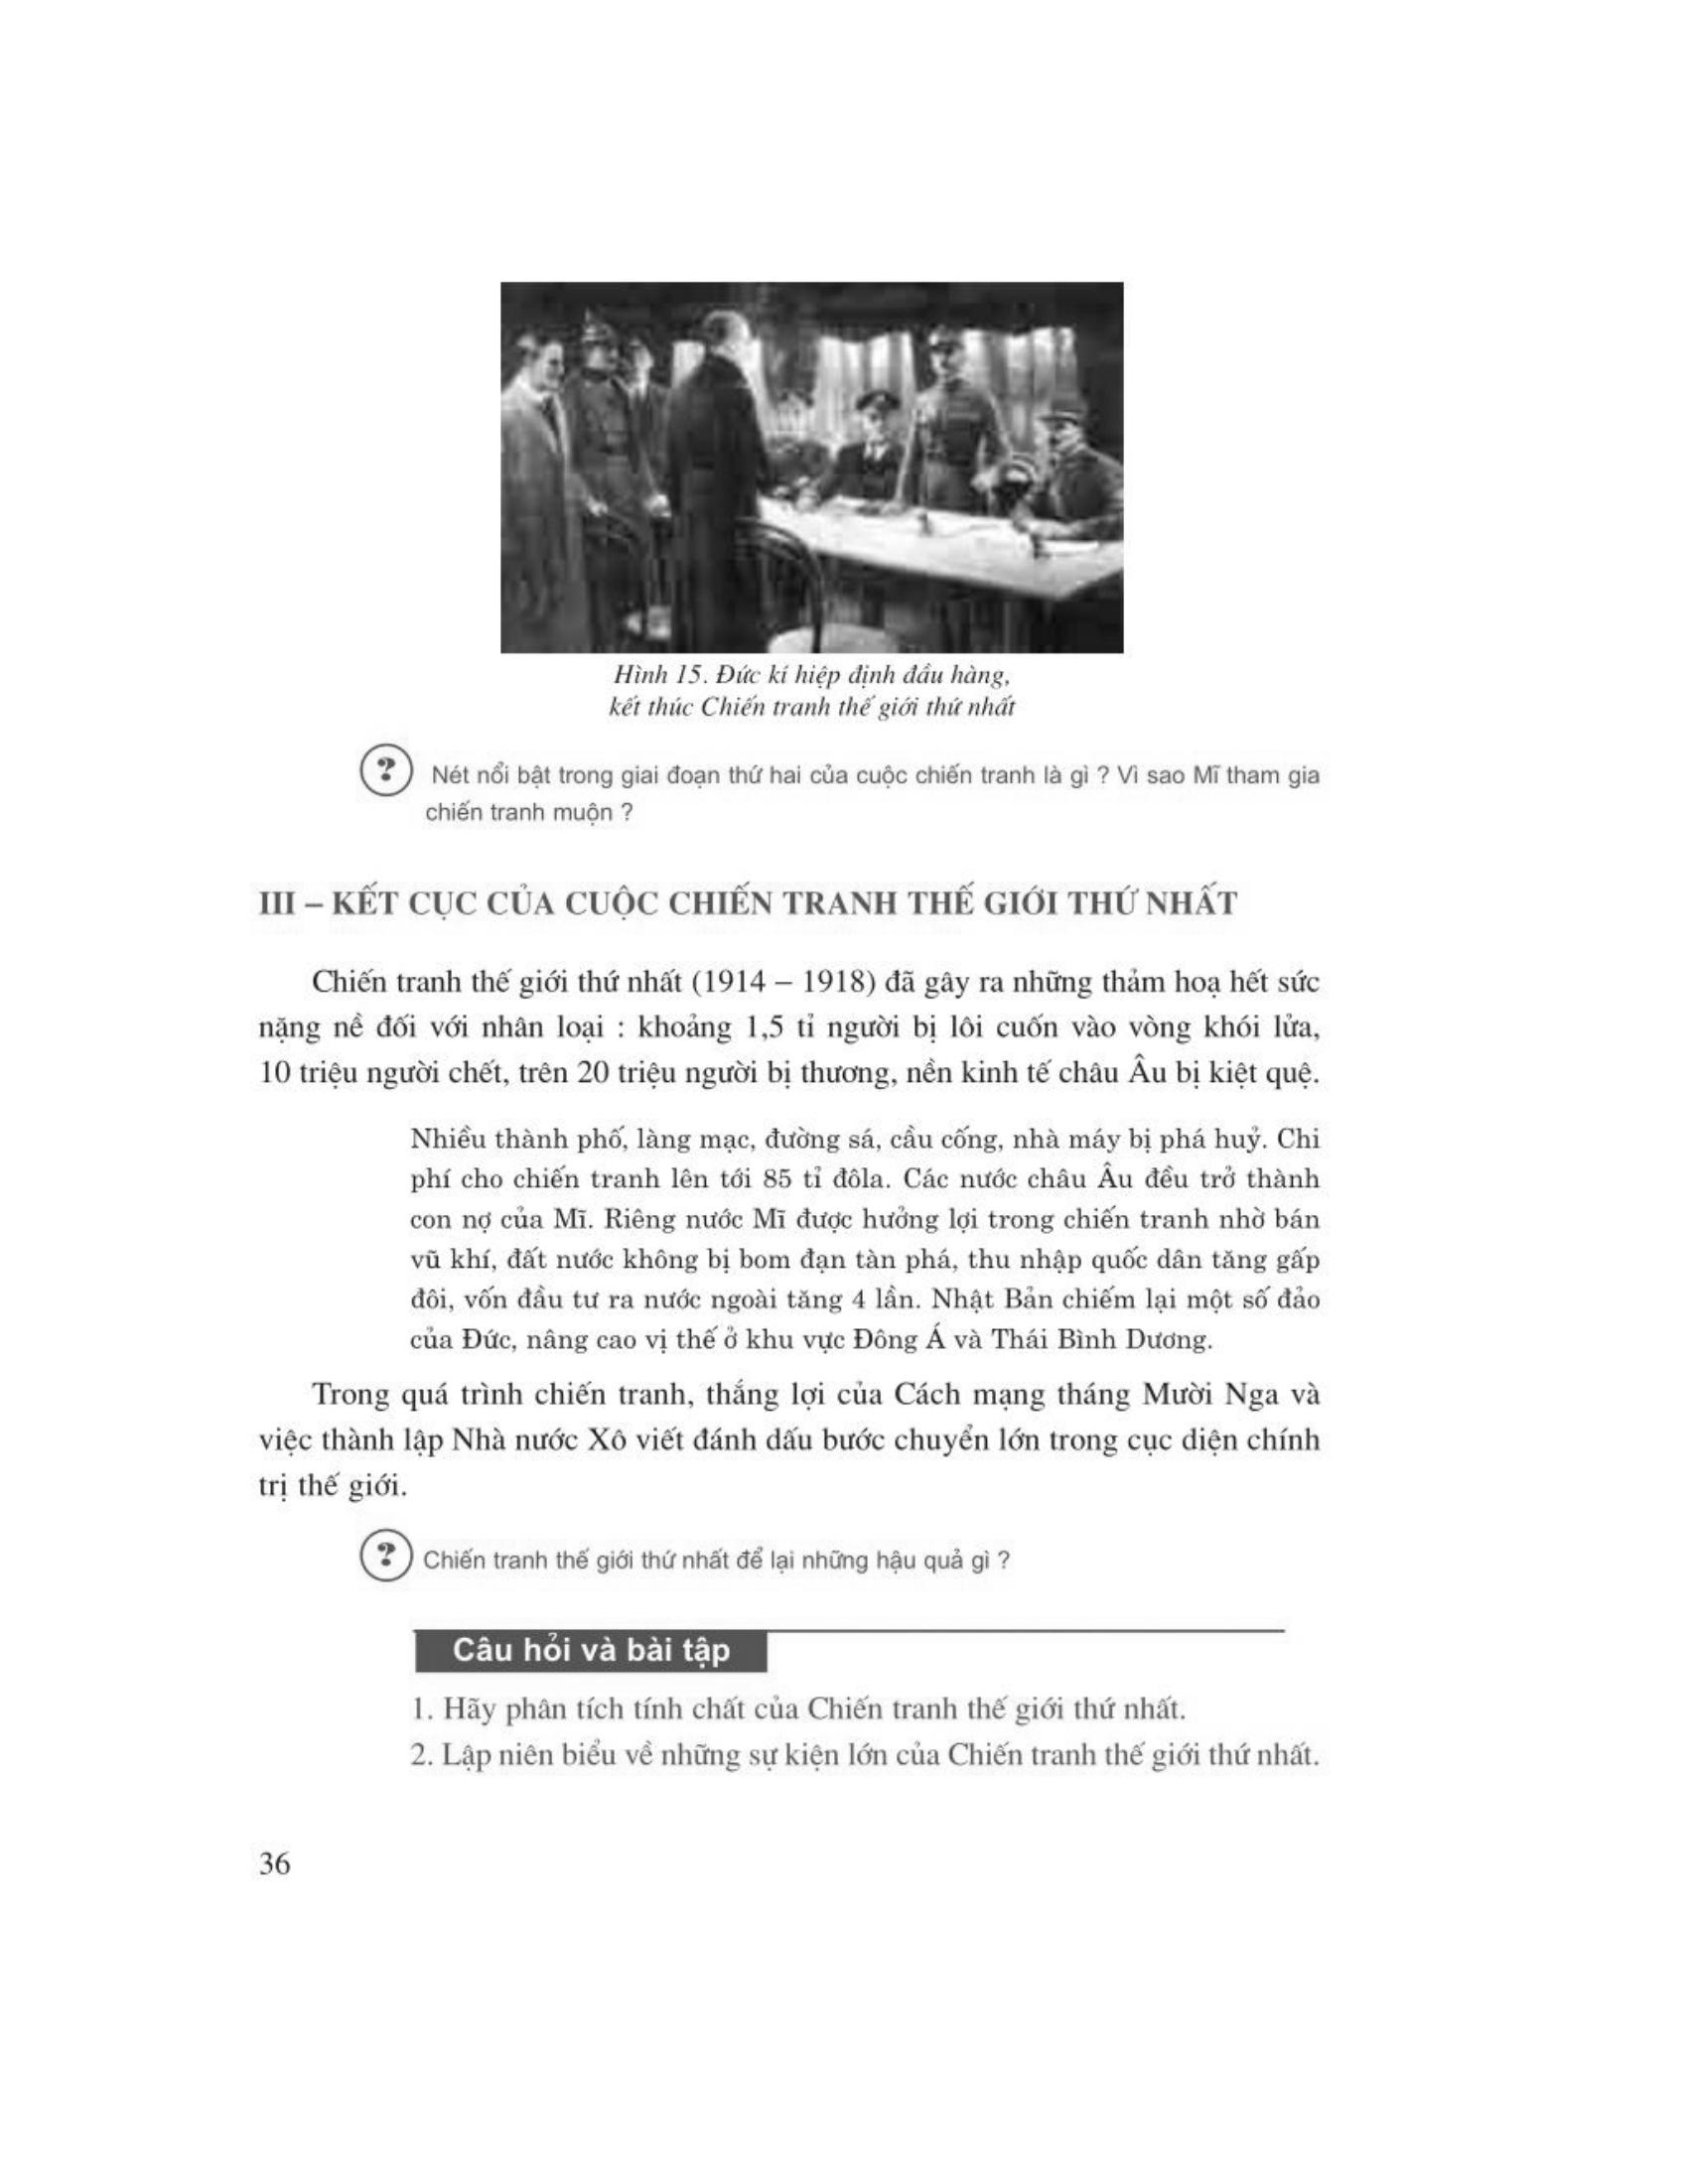 Hình 15. Đức kí hiệp định đầu hàng,
kết thúc Chiến tranh thế giới thứ nhất
? Nét nổi bật trong giai đoạn thứ hai của cuộc chiến tranh là gì ? Vì sao Mĩ tham gia
chiến tranh muộn ?
III – KẾT CỤC CỦA CUỘC CHIẾN TRANH THẾ GIỚI THỨ NHẤT
Chiến tranh thế giới thứ nhất (1914 – 1918) đã gây ra những thảm hoạ hết sức
nặng nề đối với nhân loại : khoảng 1,5 tỉ người bị lôi cuốn vào vòng khói lửa,
10 triệu người chết, trên 20 triệu người bị thương, nền kinh tế châu Âu bị kiệt quệ.
Nhiều thành phố, làng mạc, đường sá, cầu cống, nhà máy bị phá huỷ. Chi
phí cho chiến tranh lên tới 85 tỉ đôla. Các nước châu Âu đều trở thành
con nợ của Mĩ. Riêng nước Mĩ được hưởng lợi trong chiến tranh nhờ bán
vũ khí, đất nước không bị bom đạn tàn phá, thu nhập quốc dân tăng gấp
đôi, vốn đầu tư ra nước ngoài tăng 4 lần. Nhật Bản chiếm lại một số đảo
của Đức, nâng cao vị thế ở khu vực Đông Á và Thái Bình Dương.
Trong quá trình chiến tranh, thắng lợi của Cách mạng tháng Mười Nga và
việc thành lập Nhà nước Xô viết đánh dấu bước chuyển lớn trong cục diện chính
trị thế giới.
? Chiến tranh thế giới thứ nhất để lại những hậu quả gì ?
Câu hỏi và bài tập
1. Hãy phân tích tính chất của Chiến tranh thế giới thứ nhất.
2. Lập niên biểu về những sự kiện lớn của Chiến tranh thế giới thứ nhất.
36